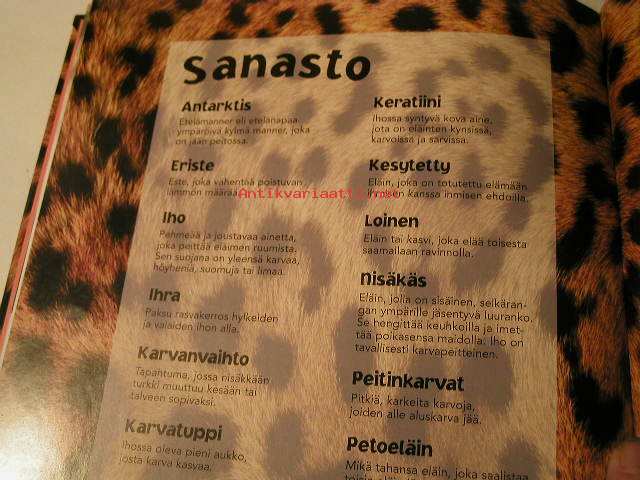 Sanasto
Antarktis
Etelämanner eli etelänapaa
ympäröivä kylmä manner, joka
on jään peitossa.
Eriste
Este, joka vähentää poistuvan
lämmön määrää.
Iho
Pehmeää ja joustavaa ainetta,
joka peittää eläimen ruumista.
Sen suojana on yleensä karvaa,
höyheniä, suomuja tai limaa.
Ihra
Paksu rasvakerros hylkeiden
ja valaiden ihon alla.
Karvanvaihto
Tapahtuma, jossa nisäkkään
turkki muuttuu kesään tai
talveen sopivaksi.
Karvatuppi
Ihossa oleva pieni aukko,
josta karva kasvaa.
Keratiini
Ihossa syntyvä kova aine,
jota on eläinten kynsissä,
karvoissa ja sarvissa.
Kesytetty
Eläin, joka on totutettu elämään
ihmisen kanssa ihmisen ehdoilla.
Loinen
Eläin tai kasvi, joka elää toisesta
saamallaan ravinnolla.
Nisäkäs
Eläin, jolla on sisäinen, selkäran-
gan ympärille jäsentyvä luuranko.
Se hengittää keuhkoilla ja imet-
tää poikasensa maidolla. Iho on
tavallisesti karvapeitteinen.
Peitinkarvat
Pitkiä, karkeita karvoja,
joiden alle aluskarva jää.
Petoeläin
Mikä tahansa eläin, joka saalistaa
Antikvariaatti.net